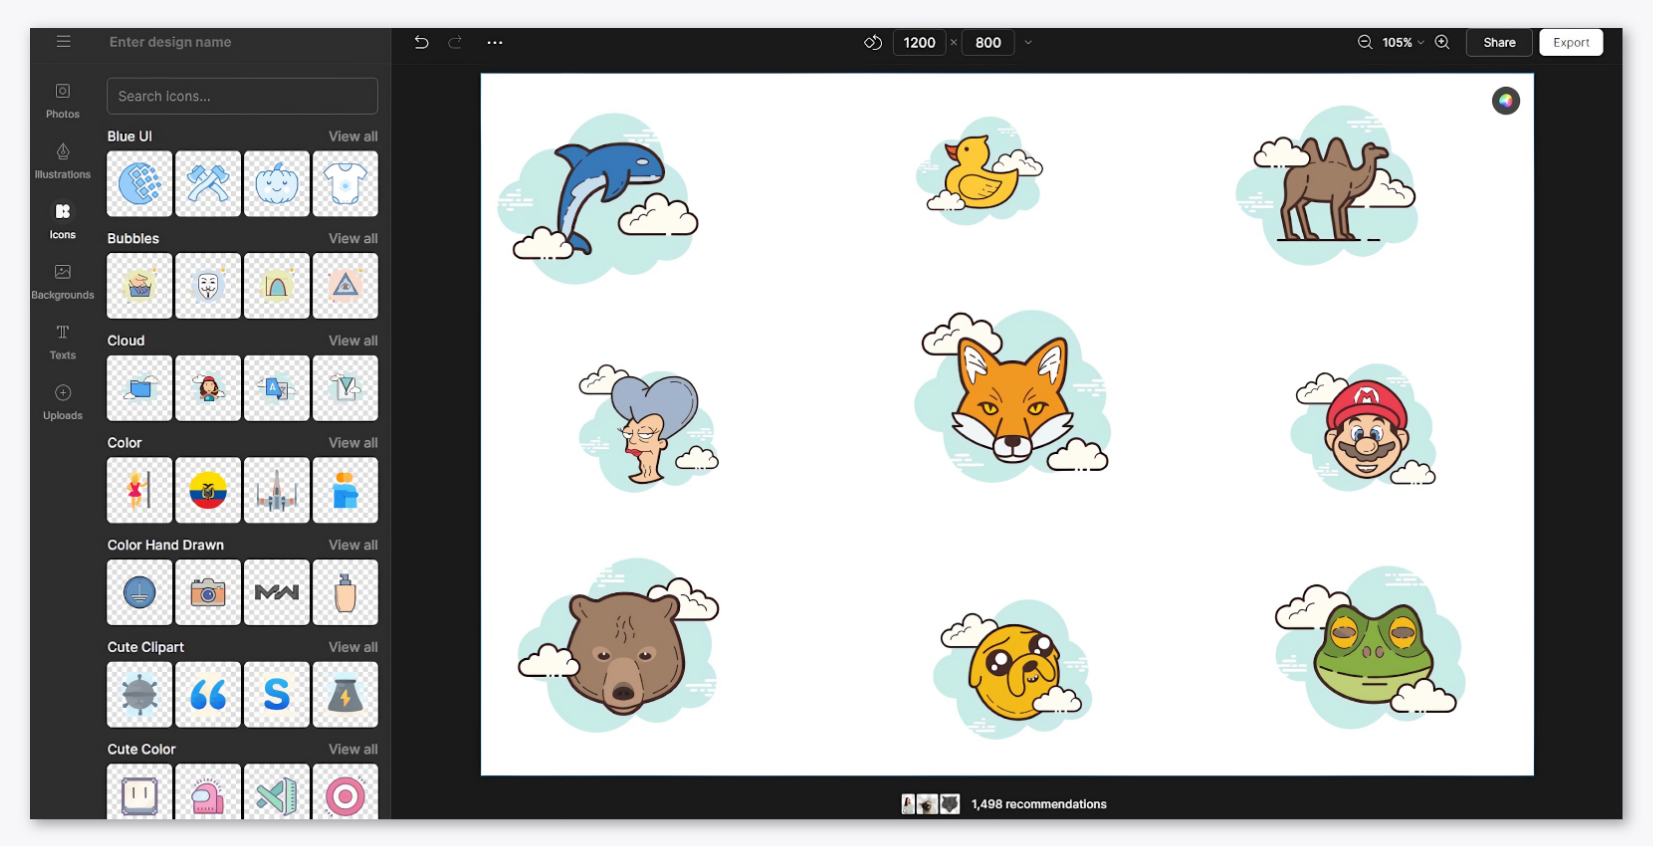 Enter design name
1200 × 800
105%
Share
Export
Photos
Illustrations
Icons
Backgrounds
Texts
Uploads
Search icons...
Blue UI View all
Bubbles View all
Cloud View all
A
Color View all
Color Hand Drawn View all
MW
Cute Clipart View all
S
Cute Color View all
M
1,498 recommendations